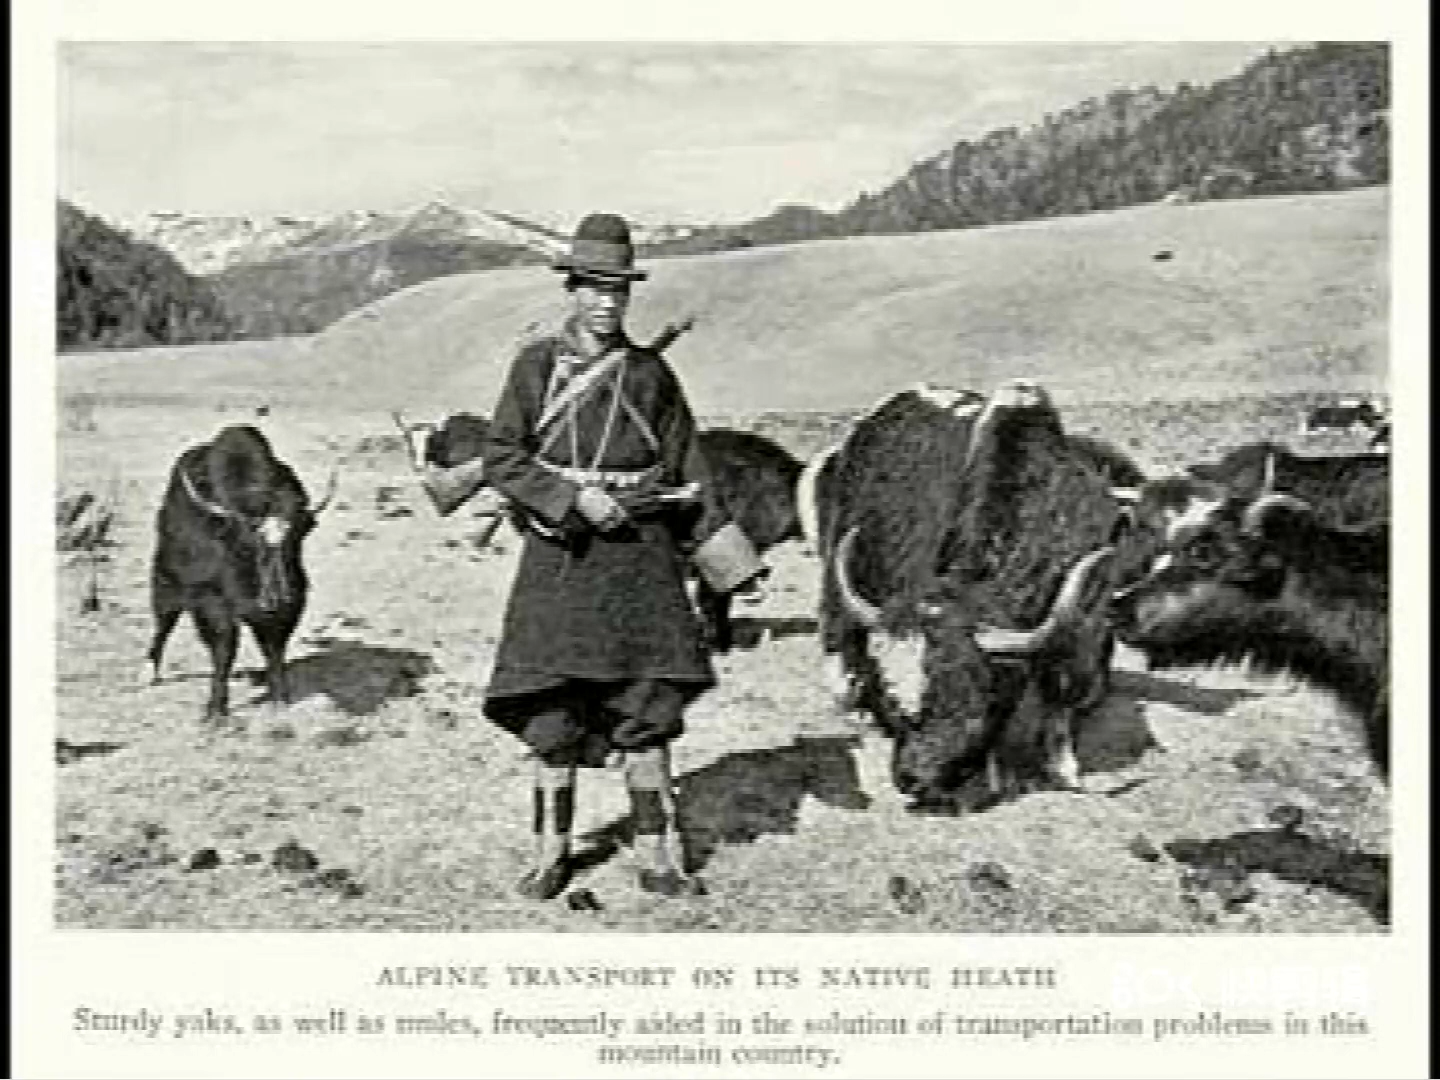 ALPINE TRANSPORT ON ITS NATIVE HEATH
Sturdy yaks, as well as mules, frequently aided in the solution of transportation problems in this
mountain country.